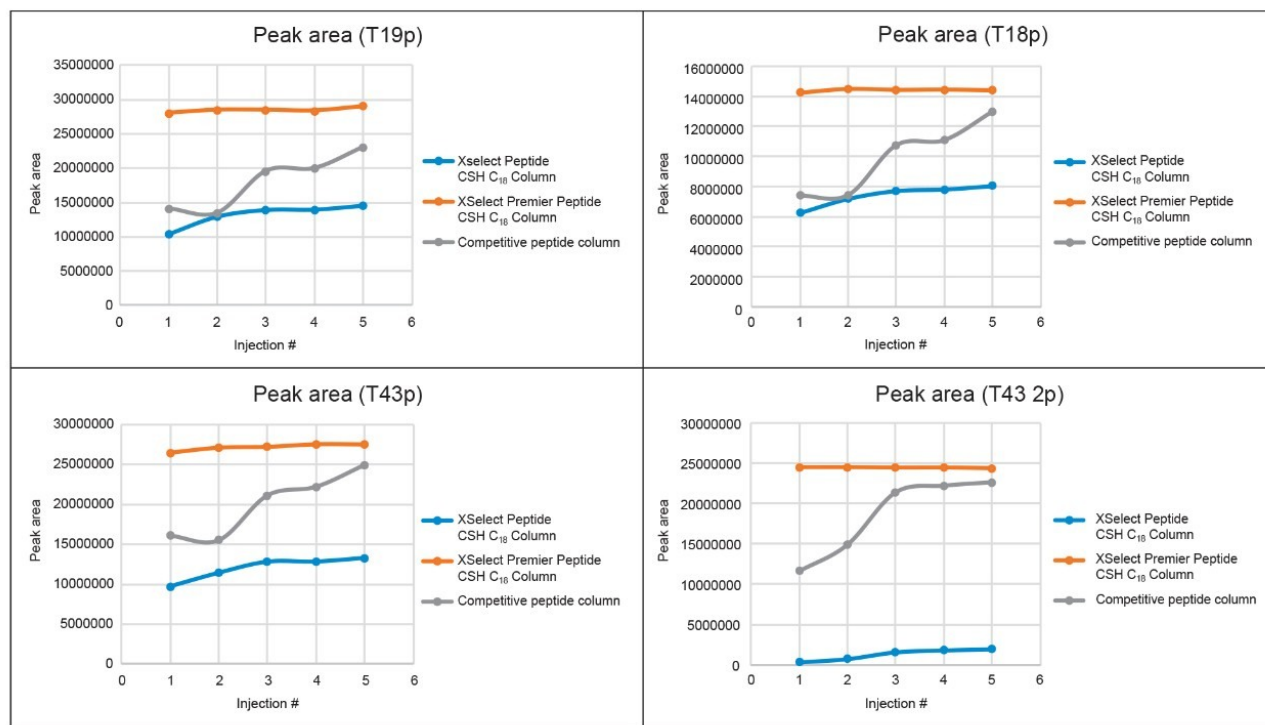 Peak area (T19p)
35000000
30000000
25000000
20000000
15000000
10000000
5000000
0
Peak area
0 1 2 3 4 5 6
Injection #
XSelect Peptide
CSH C₁₈ Column
XSelect Premier Peptide
CSH C₁₈ Column
Competitive peptide column
Peak area (T18p)
16000000
14000000
12000000
10000000
8000000
6000000
4000000
2000000
0
Peak area
0 1 2 3 4 5 6
Injection #
XSelect Peptide
CSH C₁₈ Column
XSelect Premier Peptide
CSH C₁₈ Column
Competitive peptide column
Peak area (T43p)
30000000
25000000
20000000
15000000
10000000
5000000
0
Peak area
0 1 2 3 4 5 6
Injection #
XSelect Peptide
CSH C₁₈ Column
XSelect Premier Peptide
CSH C₁₈ Column
Competitive peptide column
Peak area (T43 2p)
30000000
25000000
20000000
15000000
10000000
5000000
0
Peak area
0 1 2 3 4 5 6
Injection #
XSelect Peptide
CSH C₁₈ Column
XSelect Premier Peptide
CSH C₁₈ Column
Competitive peptide column